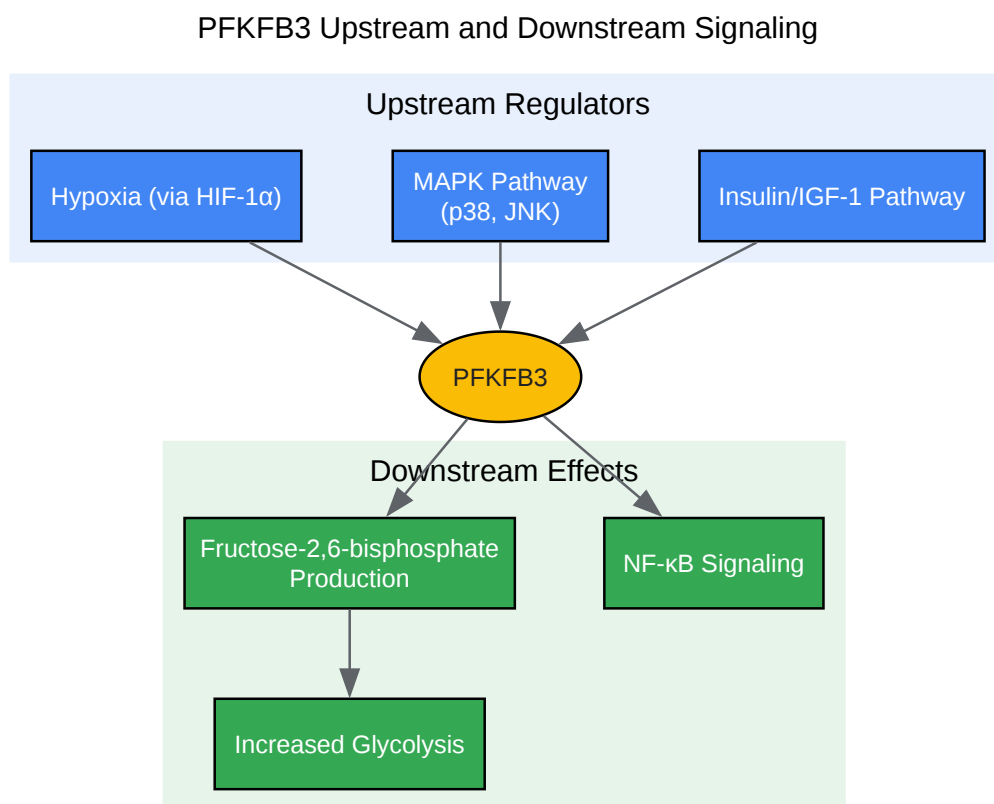 PFKFB3 Upstream and Downstream Signaling
Upstream Regulators
Hypoxia (via HIF-1α)
MAPK Pathway
(p38, JNK)
Insulin/IGF-1 Pathway
PFKFB3
Downstream Effects
Fructose-2,6-bisphosphate
Production
NF-κB Signaling
Increased Glycolysis